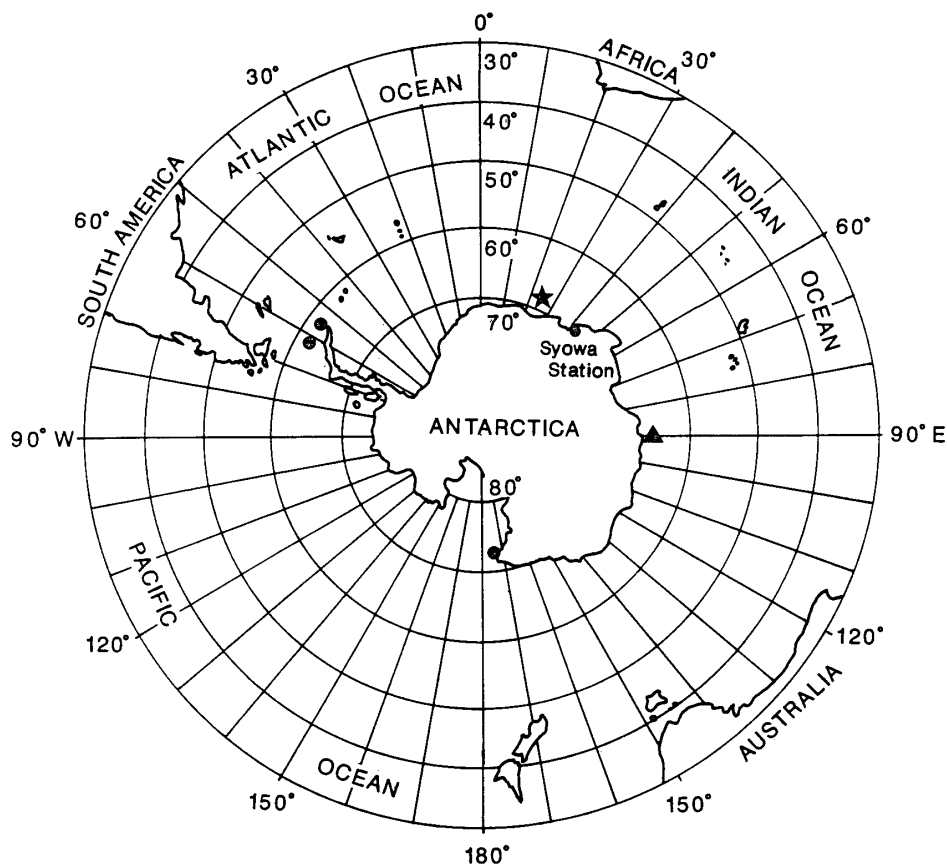 0°
30°
AFRICA
30°
30°
OCEAN
ATLANTIC
40°
SOUTH AMERICA
50°
INDIAN
60°
60°
60°
OCEAN
70°
Syowa
Station
90° W
ANTARCTICA
90° E
80°
PACIFIC
120°
120°
AUSTRALIA
OCEAN
150°
150°
180°